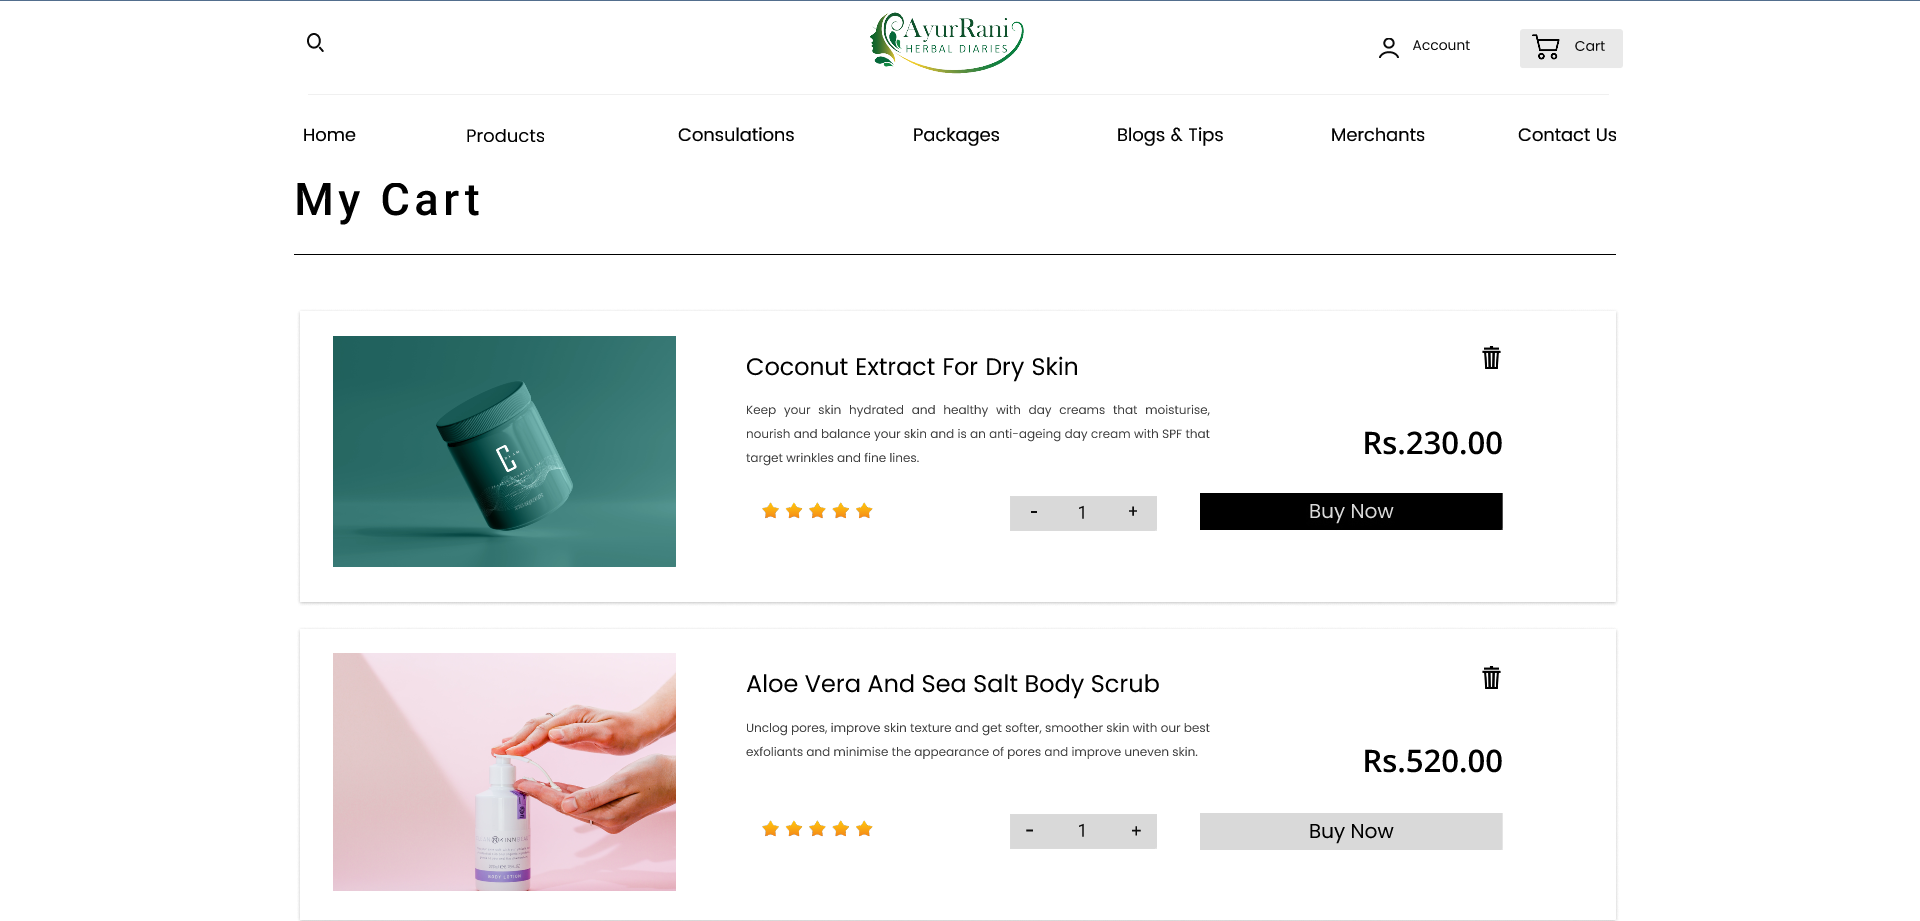 AyurRani
HERBAL DIARIES
Account
Cart
Home
Products
Consulations
Packages
Blogs & Tips
Merchants
Contact Us
My Cart
Coconut Extract For Dry Skin
Keep your skin hydrated and healthy with day creams that moisturise,
nourish and balance your skin and is an anti-ageing day cream with SPF that
target wrinkles and fine lines.
Rs.230.00
- 1 +
Buy Now
Aloe Vera And Sea Salt Body Scrub
Unclog pores, improve skin texture and get softer, smoother skin with our best
exfoliants and minimise the appearance of pores and improve uneven skin.
Rs.520.00
- 1 +
Buy Now
BODY LOTION